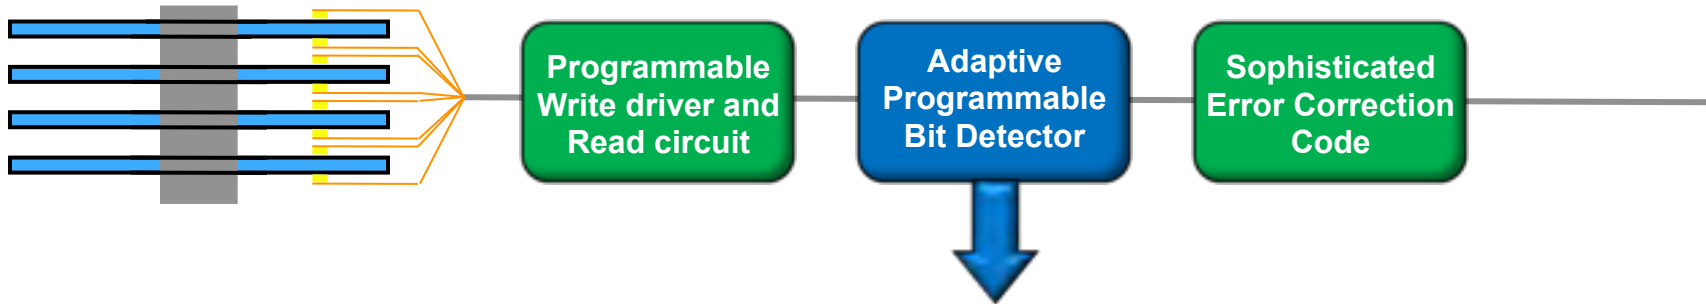 Programmable
Write driver and
Read circuit
Adaptive
Programmable
Bit Detector
Sophisticated
Error Correction
Code